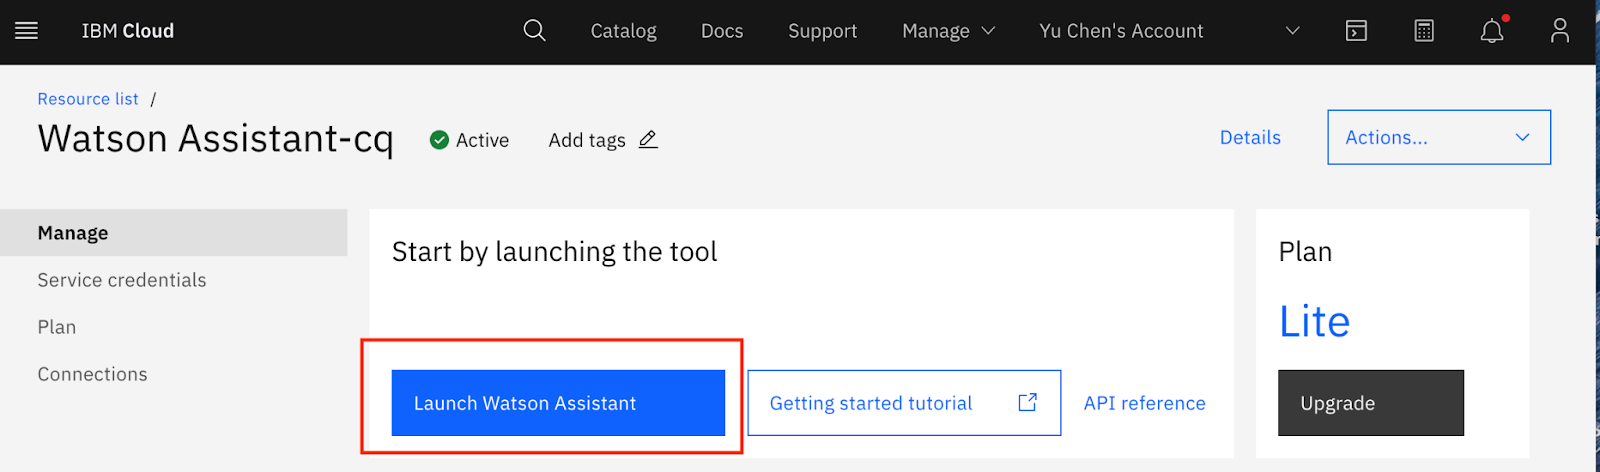 IBM Cloud Catalog Docs Support Manage Yu Chen's Account
Resource list /
Watson Assistant-cq Active Add tags Details Actions...
Manage
Service credentials
Plan
Connections
Start by launching the tool
Launch Watson Assistant Getting started tutorial API reference
Plan
Lite
Upgrade